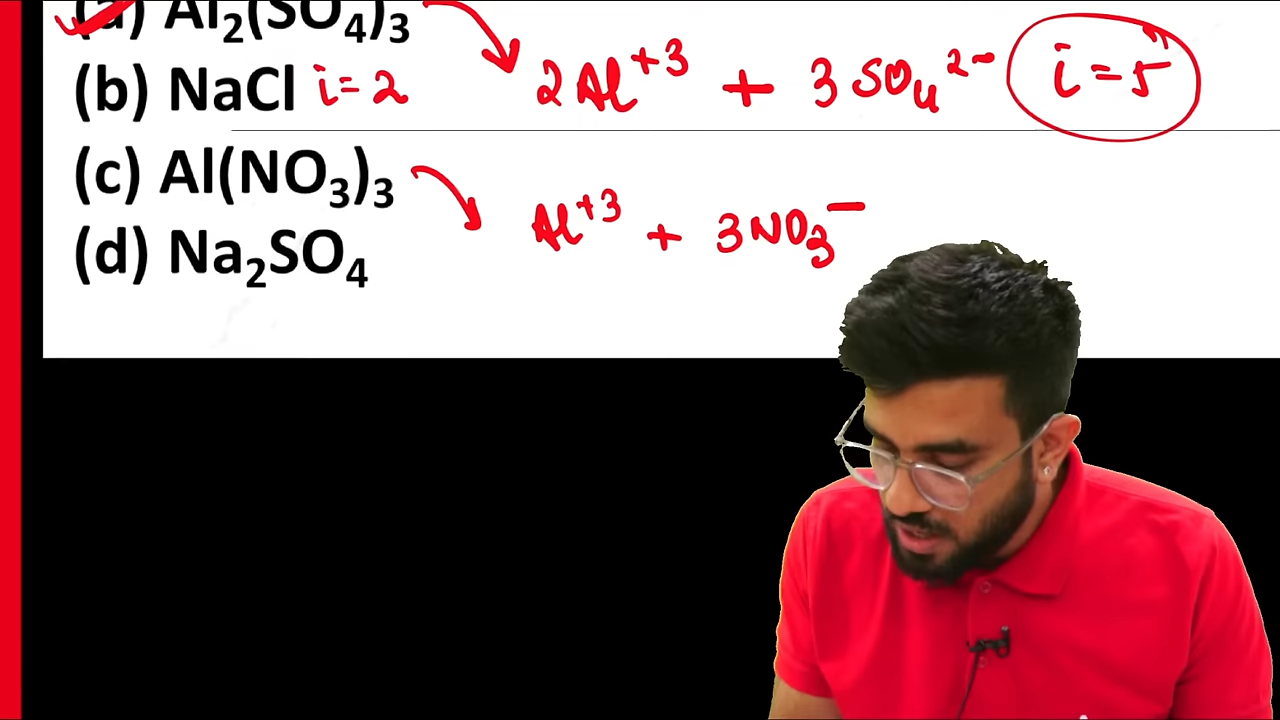 (a) Al₂(SO₄)₃
(b) NaCl i=2 2Al⁺³ + 3SO₄²⁻ i=5
(c) Al(NO₃)₃ Al⁺³ + 3NO₃⁻
(d) Na₂SO₄